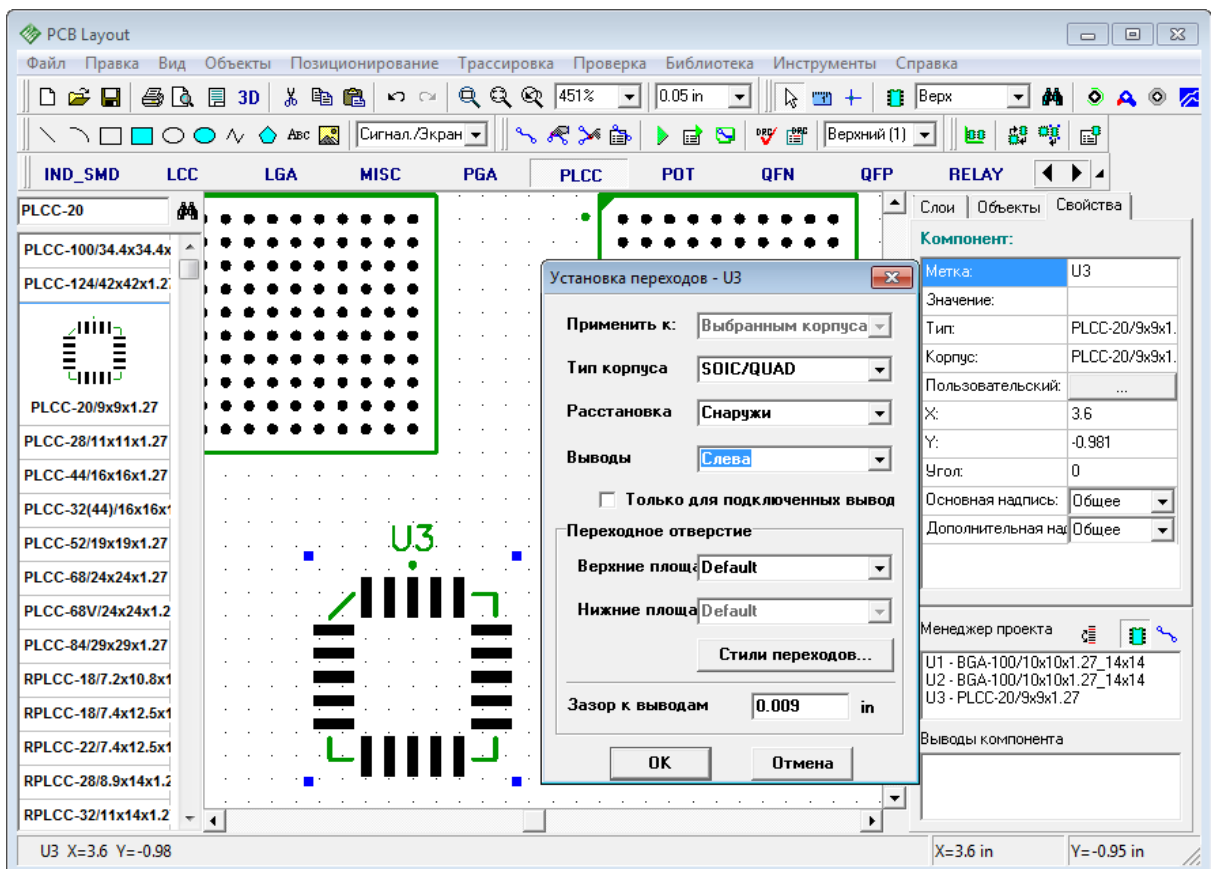 PCB Layout
Файл Правка Вид Объекты Позиционирование Трассировка Проверка Библиотека Инструменты Справка
3D 451% 0.05 in Верх
Abc Сигнал./Экран DRC DRC Верхний (1)
IND_SMD LCC LGA MISC PGA PLCC POT QFN QFP RELAY
PLCC-20
PLCC-100/34.4x34.4x
PLCC-124/42x42x1.27
PLCC-20/9x9x1.27
PLCC-28/11x11x1.27
PLCC-44/16x16x1.27
PLCC-32(44)/16x16x1
PLCC-52/19x19x1.27
PLCC-68/24x24x1.27
PLCC-68V/24x24x1.2
PLCC-84/29x29x1.27
RPLCC-18/7.2x10.8x1
RPLCC-18/7.4x12.5x1
RPLCC-22/7.4x12.5x1
RPLCC-28/8.9x14x1.2
RPLCC-32/11x14x1.2
U3
Установка переходов - U3
Применить к: Выбранным корпуса
Тип корпуса SOIC/QUAD
Расстановка Снаружи
Выводы Слева
Только для подключенных вывод
Переходное отверстие
Верхние площа Default
Нижние площа Default
Стили переходов...
Зазор к выводам 0.009 in
OK Отмена
Слои Объекты Свойства
Компонент:
Метка: U3
Значение:
Тип: PLCC-20/9x9x1.
Корпус: PLCC-20/9x9x1.
Пользовательский: ...
X: 3.6
Y: -0.981
Угол: 0
Основная надпись: Общее
Дополнительная над Общее
Менеджер проекта
U1 - BGA-100/10x10x1.27_14x14
U2 - BGA-100/10x10x1.27_14x14
U3 - PLCC-20/9x9x1.27
Выводы компонента
U3 X=3.6 Y=-0.98 X=3.6 in Y=-0.95 in